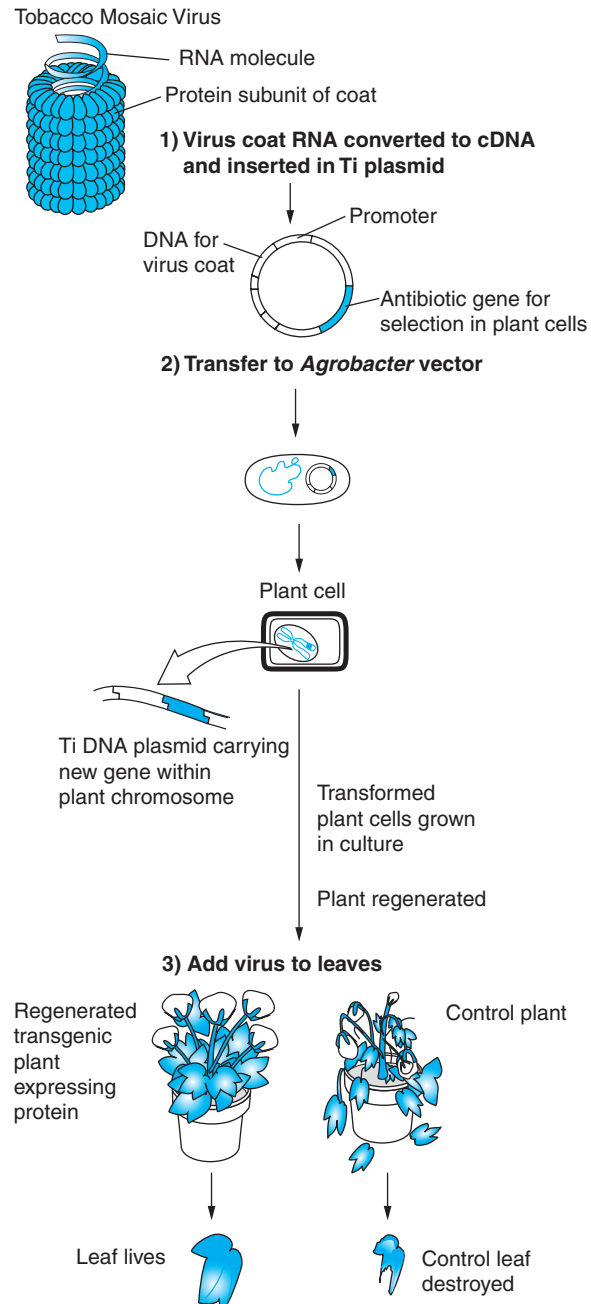 Tobacco Mosaic Virus
RNA molecule
Protein subunit of coat
1) Virus coat RNA converted to cDNA
and inserted in Ti plasmid
Promoter
DNA for
virus coat
Antibiotic gene for
selection in plant cells
2) Transfer to Agrobacter vector
Plant cell
Ti DNA plasmid carrying
new gene within
plant chromosome
Transformed
plant cells grown
in culture
Plant regenerated
3) Add virus to leaves
Regenerated
transgenic
plant
expressing
protein
Control plant
Leaf lives
Control leaf
destroyed